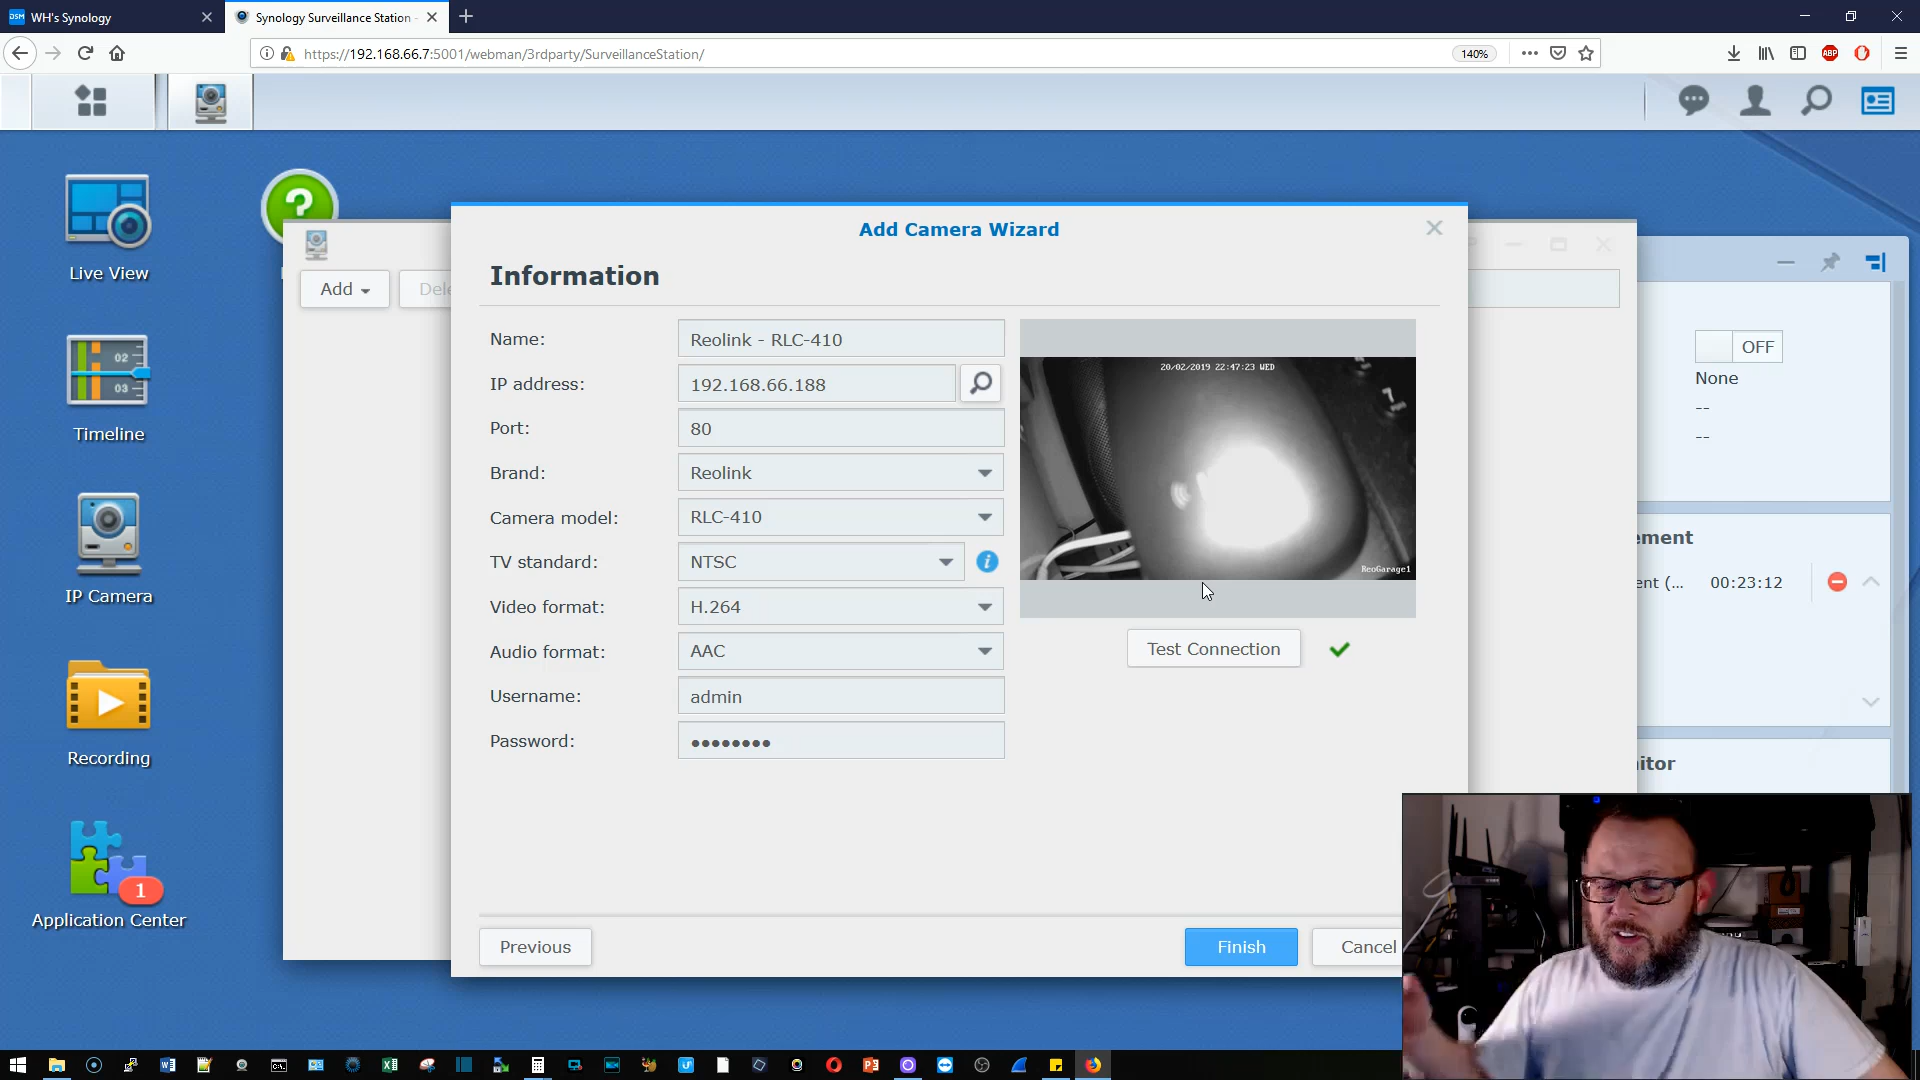 DSM WH's Synology
Synology Surveillance Station -
https://192.168.66.7:5001/webman/3rdparty/SurveillanceStation/
140%
ABP
Live View
02
03
Timeline
IP Camera
Recording
1
Application Center
?
Add
Dele
Add Camera Wizard
Information
Name: Reolink - RLC-410
IP address: 192.168.66.188
Port: 80
Brand: Reolink
Camera model: RLC-410
TV standard: NTSC
Video format: H.264
Audio format: AAC
Username: admin
Password: ●●●●●●●●
20/02/2019 22:47:23 WED
ReoGarage1
Test Connection
Previous
Finish
Cancel
OFF
None
--
--
ement
ent (... 00:23:12
itor